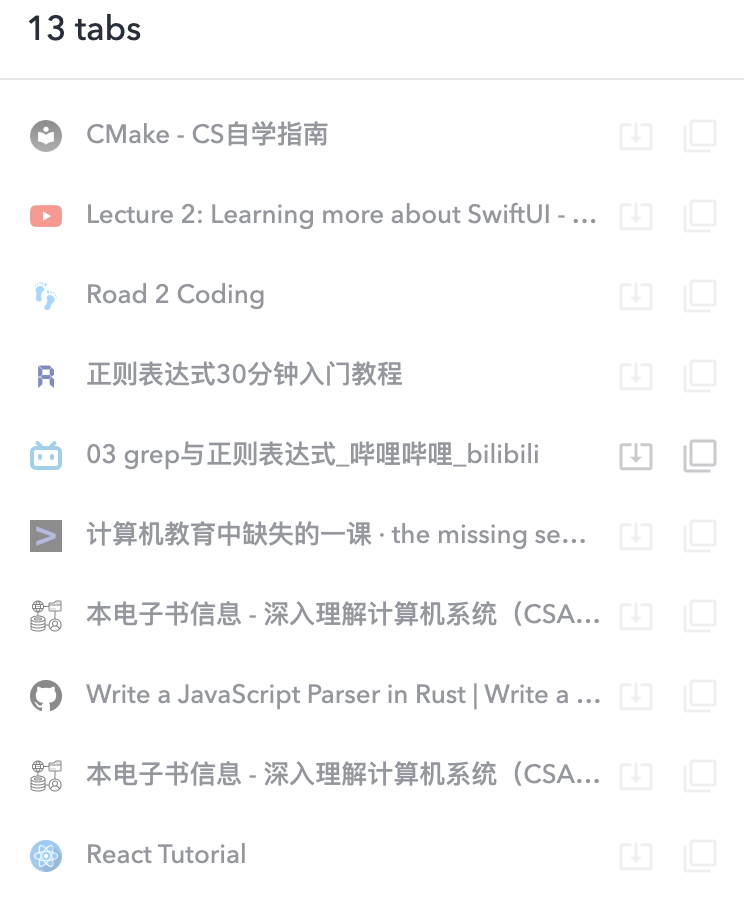 13 tabs
CMake - CS自学指南
Lecture 2: Learning more about SwiftUI - ...
Road 2 Coding
正则表达式30分钟入门教程
03 grep与正则表达式_哔哩哔哩_bilibili
计算机教育中缺失的一课 · the missing se...
本电子书信息 - 深入理解计算机系统（CSA...
Write a JavaScript Parser in Rust | Write a ...
本电子书信息 - 深入理解计算机系统（CSA...
React Tutorial